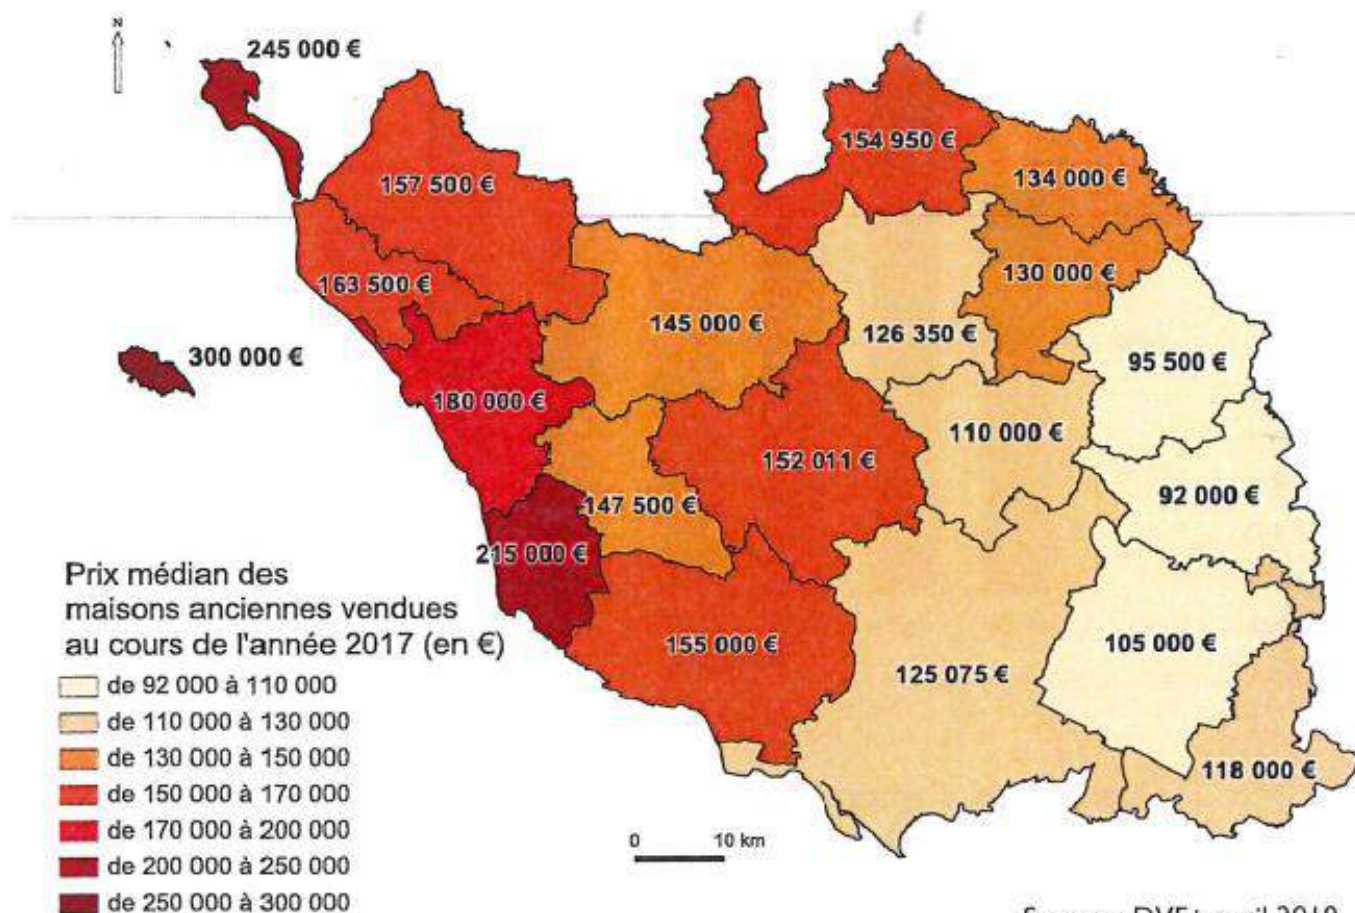 N
245 000 €
154 950 €
157 500 €
134 000 €
163 500 €
130 000 €
145 000 €
126 350 €
300 000 €
95 500 €
180 000 €
110 000 €
152 011 €
147 500 €
92 000 €
215 000 €
155 000 €
105 000 €
125 075 €
118 000 €
Prix médian des
maisons anciennes vendues
au cours de l'année 2017 (en €)
de 92 000 à 110 000
de 110 000 à 130 000
de 130 000 à 150 000
de 150 000 à 170 000
de 170 000 à 200 000
de 200 000 à 250 000
de 250 000 à 300 000
0 10 km